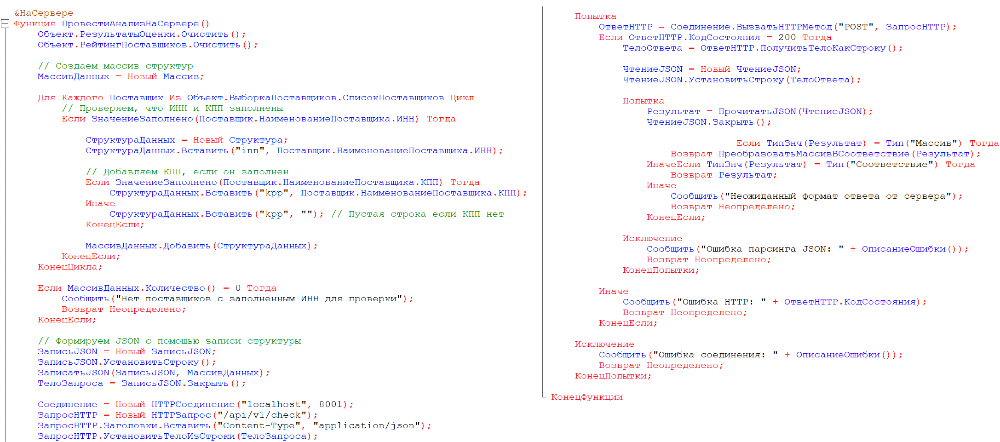 &НаСервере
Функция ПровестиАнализНаСервере()
    Объект.РезультатыОценки.Очистить();
    Объект.РейтингПоставщиков.Очистить();

    // Создаем массив структур
    МассивДанных = Новый Массив;

    Для Каждого Поставщик Из Объект.ВыборкаПоставщиков.СписокПоставщиков Цикл
        // Проверяем, что ИНН и КПП заполнены
        Если ЗначениеЗаполнено(Поставщик.НаименованиеПоставщика.ИНН) Тогда

            СтруктураДанных = Новый Структура;
            СтруктураДанных.Вставить("inn", Поставщик.НаименованиеПоставщика.ИНН);

            // Добавляем КПП, если он заполнен
            Если ЗначениеЗаполнено(Поставщик.НаименованиеПоставщика.КПП) Тогда
                СтруктураДанных.Вставить("kpp", Поставщик.НаименованиеПоставщика.КПП);
            Иначе
                СтруктураДанных.Вставить("kpp", ""); // Пустая строка если КПП нет
            КонецЕсли;

            МассивДанных.Добавить(СтруктураДанных);
        КонецЕсли;
    КонецЦикла;

    Если МассивДанных.Количество() = 0 Тогда
        Сообщить("Нет поставщиков с заполненным ИНН для проверки");
        Возврат Неопределено;
    КонецЕсли;

    // Формируем JSON с помощью записи структуры
    ЗаписьJSON = Новый ЗаписьJSON;
    ЗаписьJSON.УстановитьСтроку();
    ЗаписатьJSON(ЗаписьJSON, МассивДанных);
    ТелоЗапроса = ЗаписьJSON.Закрыть();

    Соединение = Новый HTTPСоединение("localhost", 8001);
    ЗапросHTTP = Новый HTTPЗапрос("/api/v1/check");
    ЗапросHTTP.Заголовки.Вставить("Content-Type", "application/json");
    ЗапросHTTP.УстановитьТелоИзСтроки(ТелоЗапроса);

    Попытка
        ОтветHTTP = Соединение.ВызватьHTTPМетод("POST", ЗапросHTTP);
        Если ОтветHTTP.КодСостояния = 200 Тогда
            ТелоОтвета = ОтветHTTP.ПолучитьТелоКакСтроку();

            ЧтениеJSON = Новый ЧтениеJSON;
            ЧтениеJSON.УстановитьСтроку(ТелоОтвета);

            Попытка
                Результат = ПрочитатьJSON(ЧтениеJSON);
                ЧтениеJSON.Закрыть();

                               Если ТипЗнч(Результат) = Тип("Массив") Тогда
                    Возврат ПреобразоватьМассивВСоответствие(Результат);
                ИначеЕсли ТипЗнч(Результат) = Тип("Соответствие") Тогда
                    Возврат Результат;
                Иначе
                    Сообщить("Неожиданный формат ответа от сервера");
                    Возврат Неопределено;
                КонецЕсли;

            Исключение
                Сообщить("Ошибка парсинга JSON: " + ОписаниеОшибки());
                Возврат Неопределено;
            КонецПопытки;

        Иначе
            Сообщить("Ошибка HTTP: " + ОтветHTTP.КодСостояния);
            Возврат Неопределено;
        КонецЕсли;

    Исключение
        Сообщить("Ошибка соединения: " + ОписаниеОшибки());
        Возврат Неопределено;
    КонецПопытки;

КонецФункции